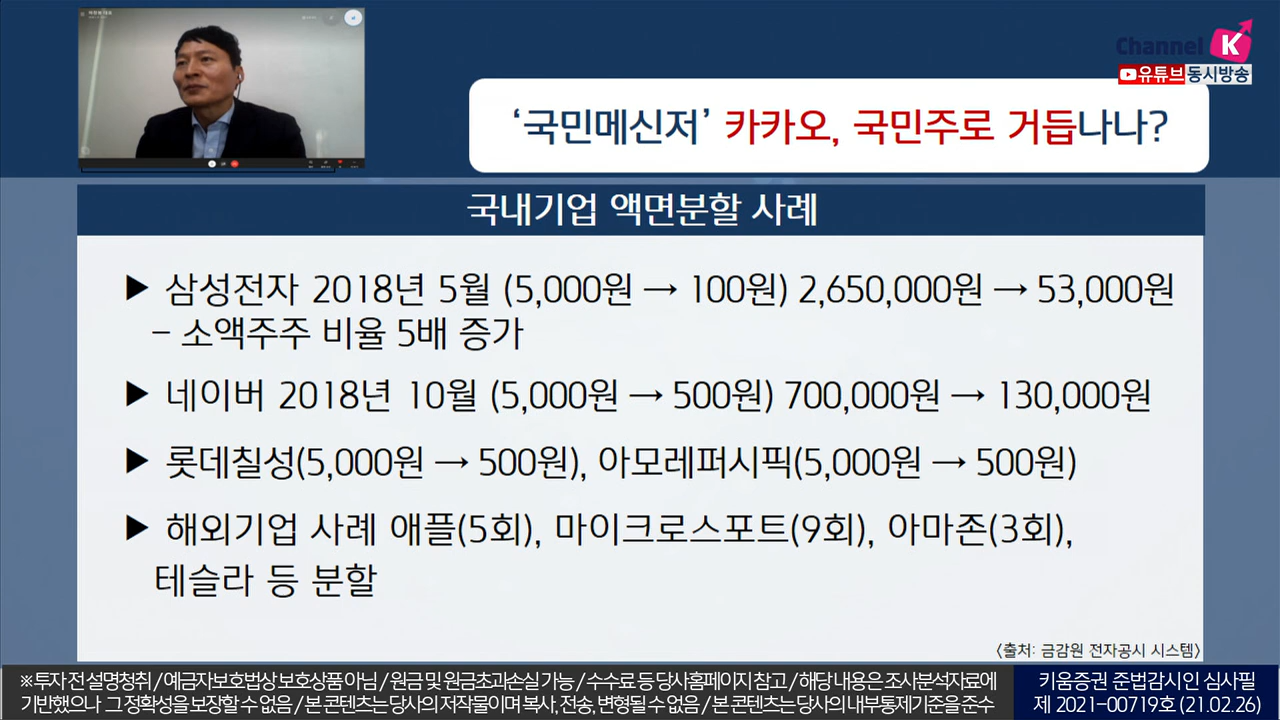 Channel K
유튜브동시방송
‘국민메신저’ 카카오, 국민주로 거듭나나?
국내기업 액면분할 사례
▶ 삼성전자 2018년 5월 (5,000원 → 100원) 2,650,000원 → 53,000원
– 소액주주 비율 5배 증가
▶ 네이버 2018년 10월 (5,000원 → 500원) 700,000원 → 130,000원
▶ 롯데칠성(5,000원 → 500원), 아모레퍼시픽(5,000원 → 500원)
▶ 해외기업 사례 애플(5회), 마이크로스포트(9회), 아마존(3회),
테슬라 등 분할
〈출처: 금감원 전자공시 시스템〉
※ 투자 전 설명청취 / 예금자보호법상 보호상품 아님 / 원금 및 원금초과손실 가능 / 수수료 등 당사홈페이지 참고 / 해당 내용은 조사분석자료에
기반했으나 그 정확성을 보장할 수 없음 / 본 콘텐츠는 당사의 저작물이며 복사, 전송, 변형될 수 없음 / 본 콘텐츠는 당사의 내부통제기준을 준수
키움증권 준법감시인 심사필
제 2021-00719호 (21.02.26)